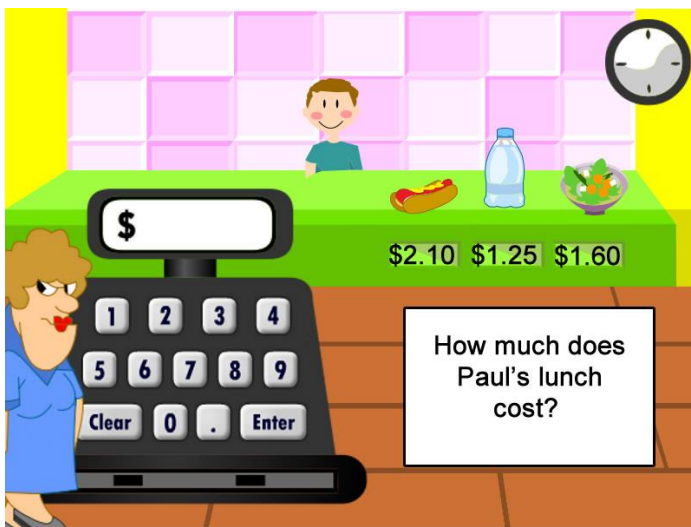 $
$2.10 $1.25 $1.60
1 2 3 4
5 6 7 8 9
Clear 0 . Enter
How much does
Paul's lunch
cost?